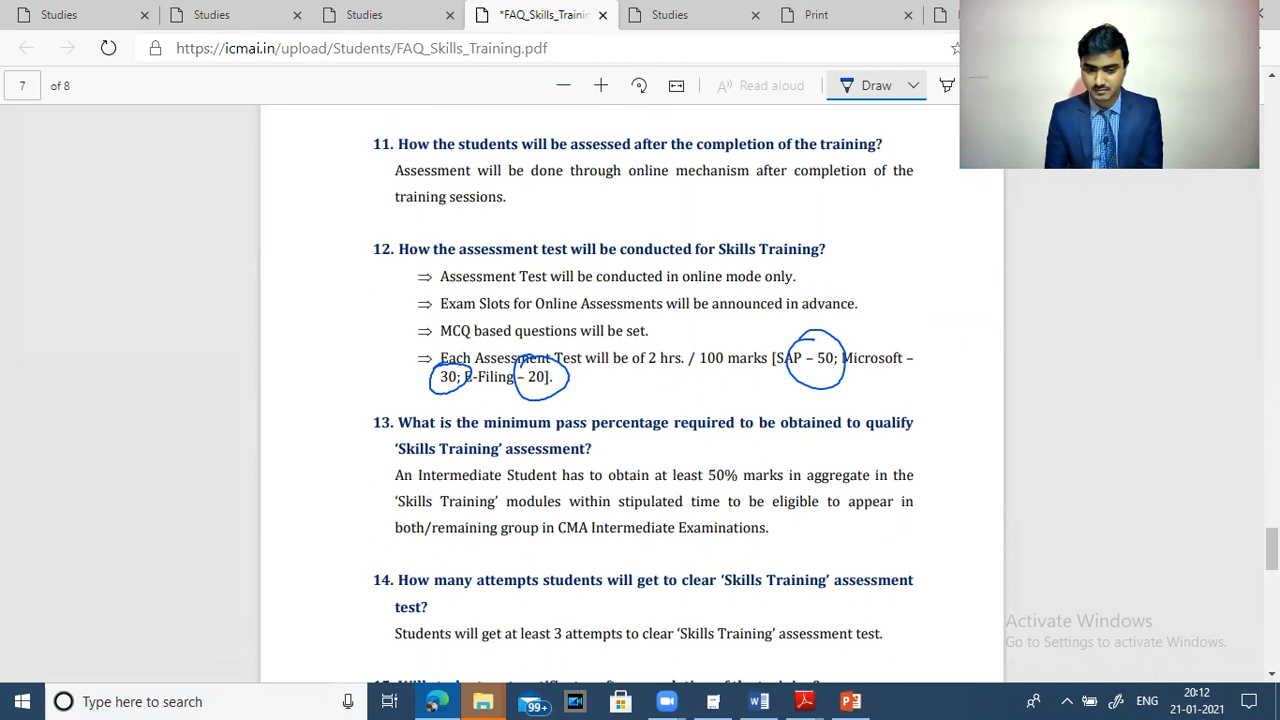 Studies
Studies
Studies
*FAQ_Skills_Trainin
Studies
Print
https://icmai.in/upload/Students/FAQ_Skills_Training.pdf
7 of 8
Read aloud
Draw
11. How the students will be assessed after the completion of the training?
Assessment will be done through online mechanism after completion of the
training sessions.
12. How the assessment test will be conducted for Skills Training?
⇒ Assessment Test will be conducted in online mode only.
⇒ Exam Slots for Online Assessments will be announced in advance.
⇒ MCQ based questions will be set.
⇒ Each Assessment Test will be of 2 hrs. / 100 marks [SAP – 50; Microsoft –
30; E-Filing – 20].
13. What is the minimum pass percentage required to be obtained to qualify
‘Skills Training’ assessment?
An Intermediate Student has to obtain at least 50% marks in aggregate in the
‘Skills Training’ modules within stipulated time to be eligible to appear in
both/remaining group in CMA Intermediate Examinations.
14. How many attempts students will get to clear ‘Skills Training’ assessment
test?
Students will get at least 3 attempts to clear ‘Skills Training’ assessment test.
Activate Windows
Go to Settings to activate Windows.
Type here to search
99+
ENG
20:12
21-01-2021